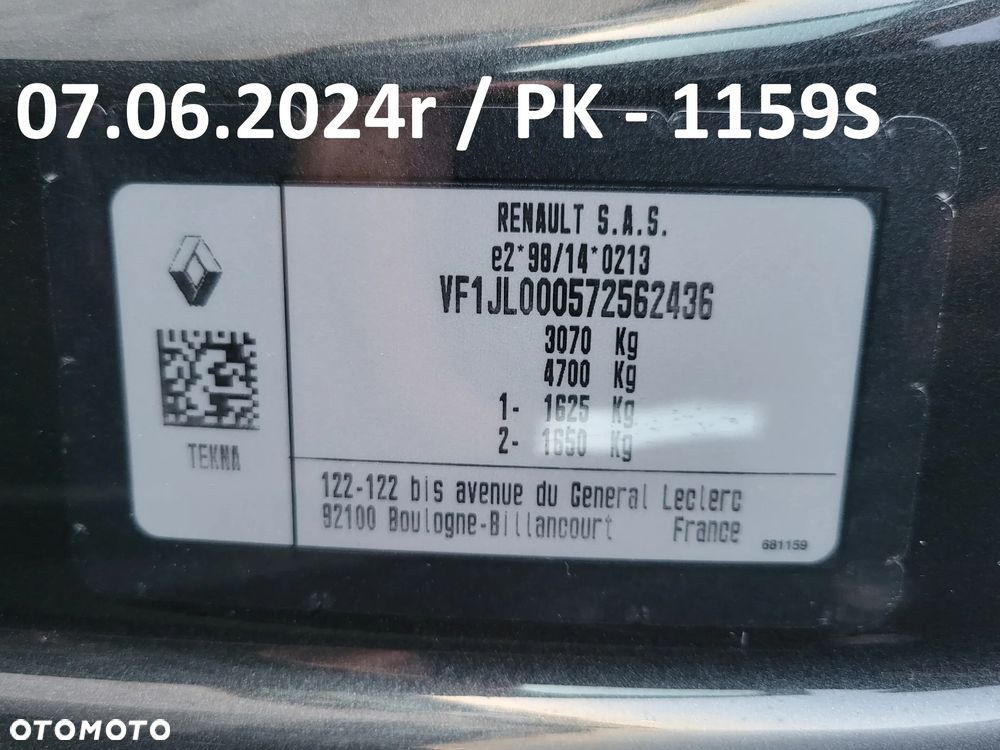 07.06.2024r / PK - 1159S
RENAULT S.A.S.
e2*98/14*0213
VF1JL000572562436
3070 Kg
4700 Kg
1- 1625 Kg
2- 1650 Kg
TEKNA
122-122 bis avenue du General Leclerc
92100 Boulogne-Billancourt France
681159
OTOMOTO